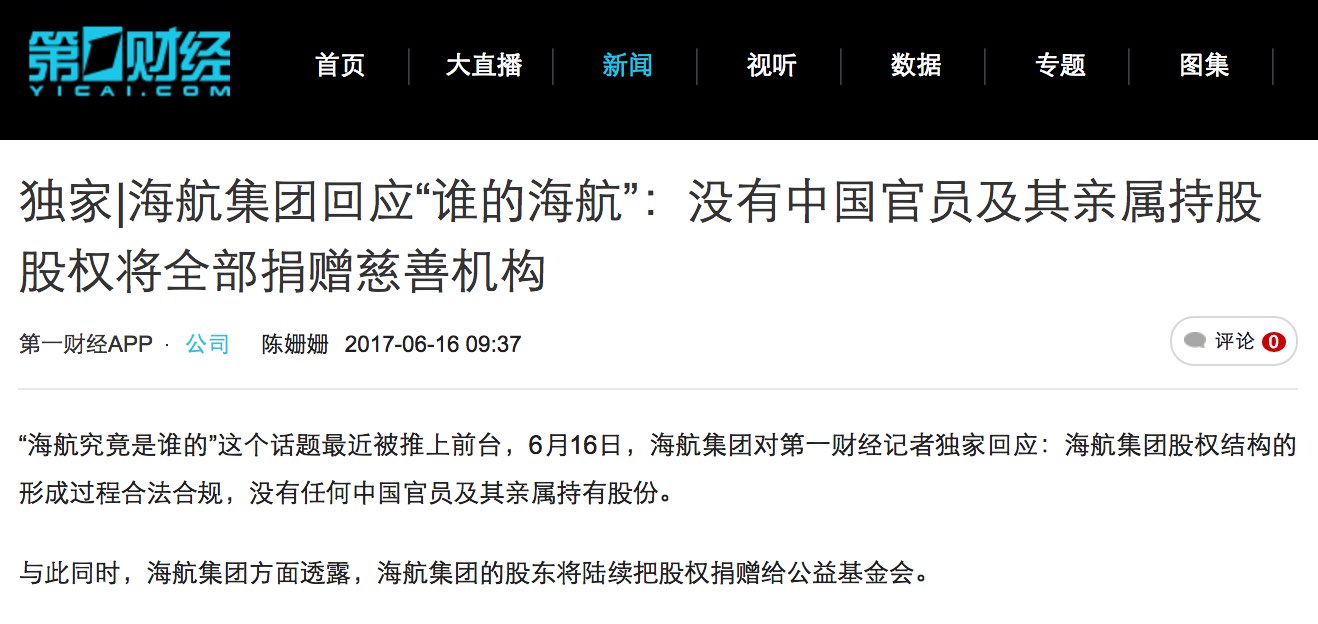 第一财经
YICAI.COM
首页 大直播 新闻 视听 数据 专题 图集
独家|海航集团回应“谁的海航”：没有中国官员及其亲属持股
股权将全部捐赠慈善机构
第一财经APP · 公司 陈姗姗 2017-06-16 09:37
评论 0
“海航究竟是谁的”这个话题最近被推上前台，6月16日，海航集团对第一财经记者独家回应：海航集团股权结构的
形成过程合法合规，没有任何中国官员及其亲属持有股份。
与此同时，海航集团方面透露，海航集团的股东将陆续把股权捐赠给公益基金会。